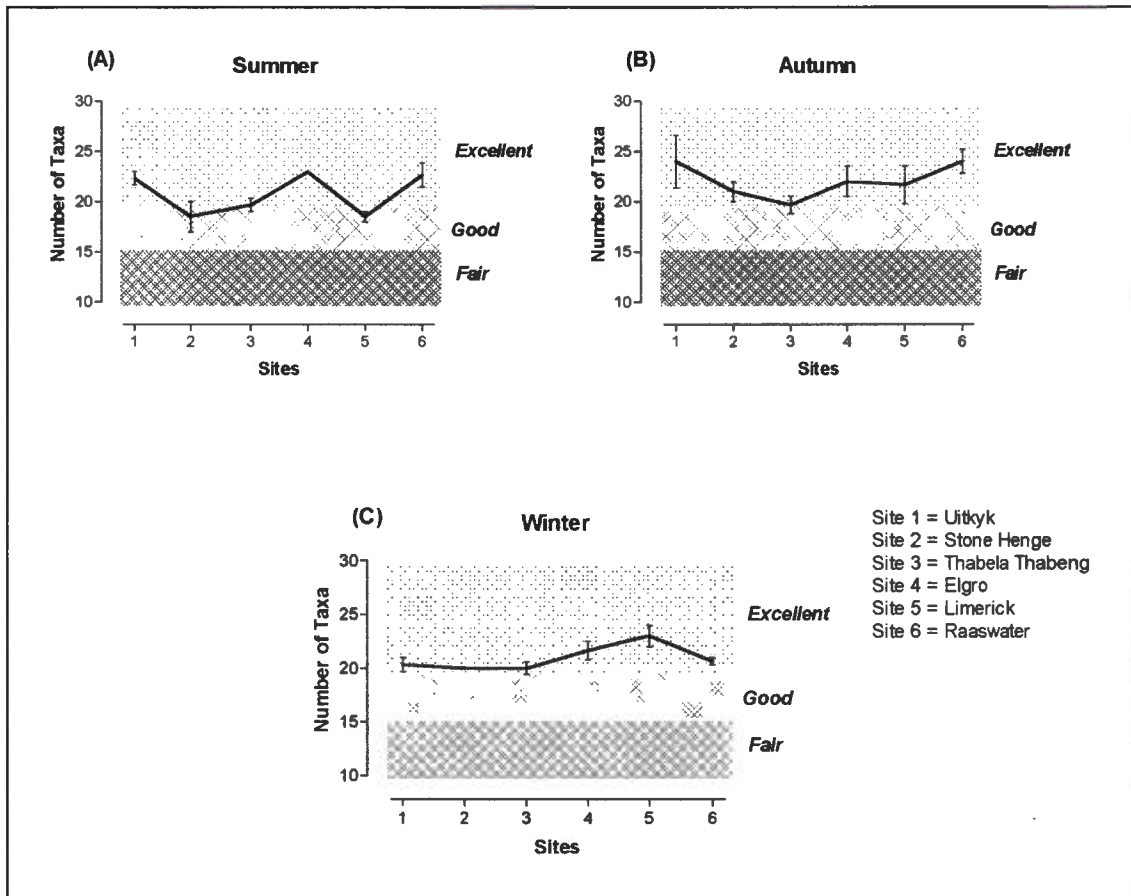 (A)
Summer
Number of Taxa
30
25
20
15
10
Excellent
Good
Fair
1 2 3 4 5 6
Sites
(B)
Autumn
Number of Taxa
30
25
20
15
10
Excellent
Good
Fair
1 2 3 4 5 6
Sites
(C)
Winter
Number of Taxa
30
25
20
15
10
Excellent
Good
Fair
1 2 3 4 5 6
Sites
Site 1 = Uitkyk
Site 2 = Stone Henge
Site 3 = Thabela Thabeng
Site 4 = Elgro
Site 5 = Limerick
Site 6 = Raaswater